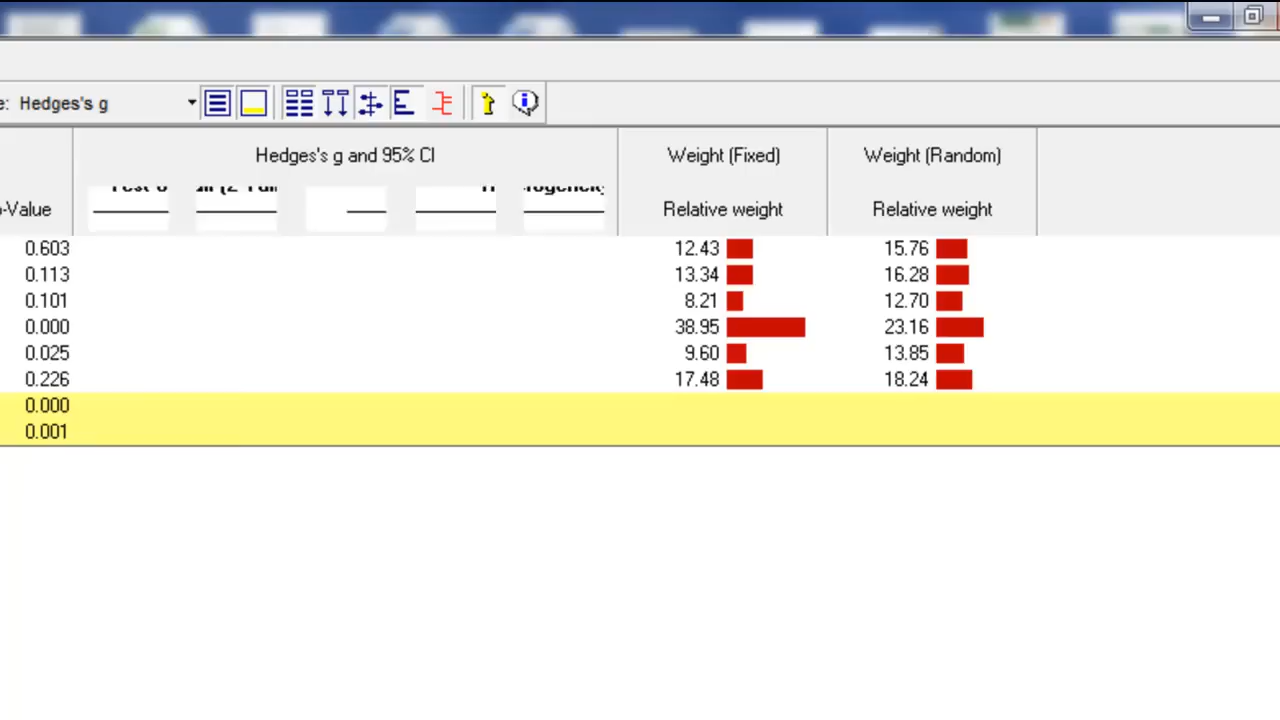 e: Hedges's g
Hedges's g and 95% CI Weight (Fixed) Weight (Random)
p-Value Relative weight Relative weight
0.603 12.43 15.76
0.113 13.34 16.28
0.101 8.21 12.70
0.000 38.95 23.16
0.025 9.60 13.85
0.226 17.48 18.24
0.000
0.001